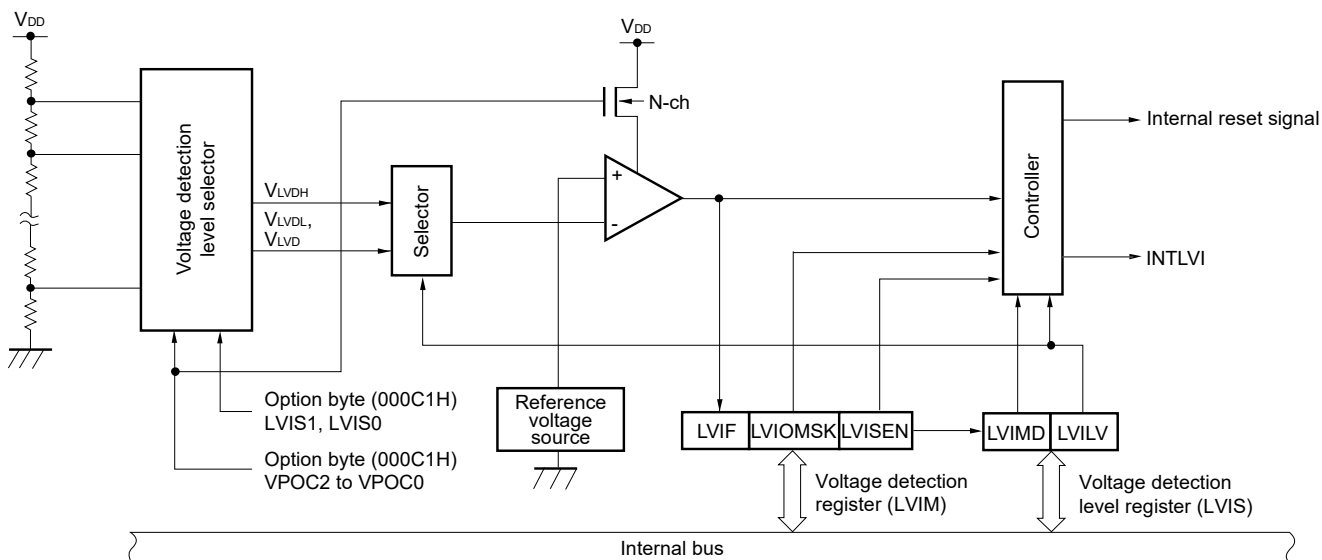 VDD
VDD
N-ch
Voltage detection
level selector
VLVDH
VLVDL,
VLVD
Selector
+
-
Controller
Internal reset signal
INTLVI
Option byte (000C1H)
LVIS1, LVIS0
Option byte (000C1H)
VPOC2 to VPOC0
Reference
voltage
source
LVIF
LVIOMSK
LVISEN
LVIMD
LVILV
Voltage detection
register (LVIM)
Voltage detection
level register (LVIS)
Internal bus